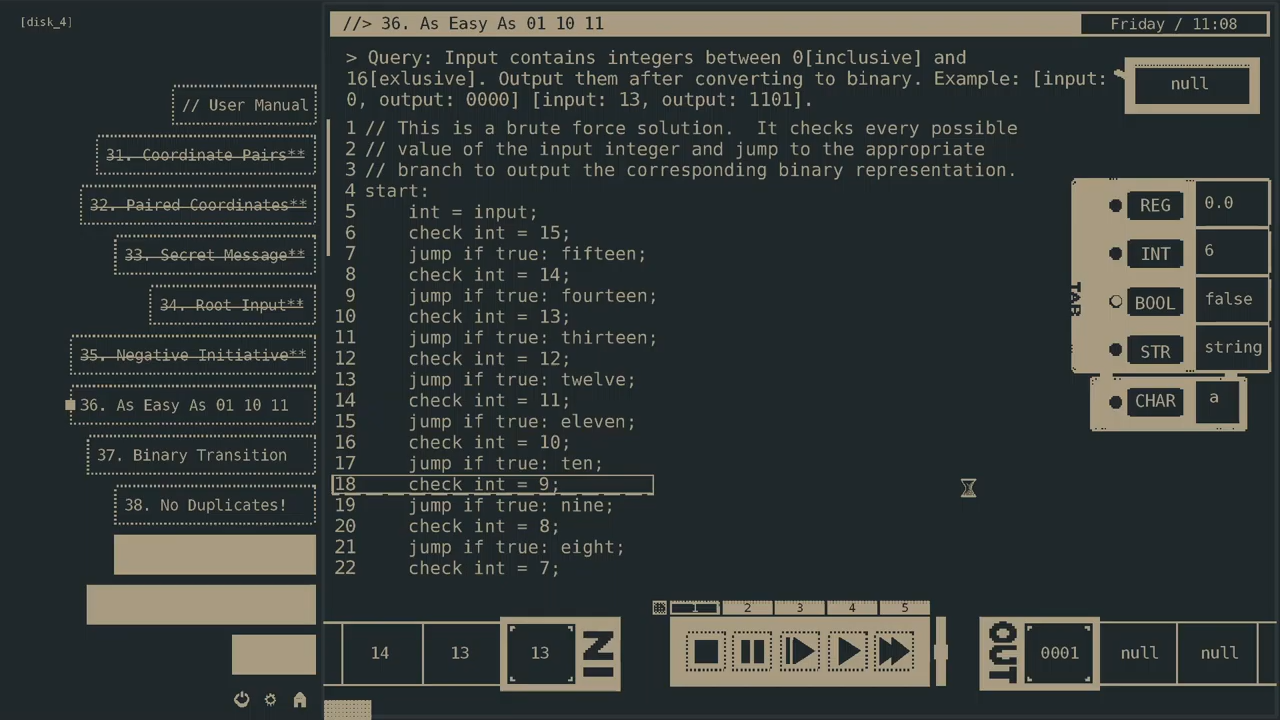 [disk_4]
// User Manual
31. Coordinate Pairs**
32. Paired Coordinates**
33. Secret Message**
34. Root Input**
35. Negative Initiative**
36. As Easy As 01 10 11
37. Binary Transition
38. No Duplicates!
//> 36. As Easy As 01 10 11
Friday / 11:08
> Query: Input contains integers between 0[inclusive] and
16[exlusive]. Output them after converting to binary. Example: [input:
0, output: 0000] [input: 13, output: 1101].
null
1 // This is a brute force solution.  It checks every possible
2 // value of the input integer and jump to the appropriate
3 // branch to output the corresponding binary representation.
4 start:
5     int = input;
6     check int = 15;
7     jump if true: fifteen;
8     check int = 14;
9     jump if true: fourteen;
10     check int = 13;
11     jump if true: thirteen;
12     check int = 12;
13     jump if true: twelve;
14     check int = 11;
15     jump if true: eleven;
16     check int = 10;
17     jump if true: ten;
18     check int = 9;
19     jump if true: nine;
20     check int = 8;
21     jump if true: eight;
22     check int = 7;
REG 0.0
INT 6
BOOL false
STR string
CHAR a
1 2 3 4 5
14 13 13 IN
OUT 0001 null null